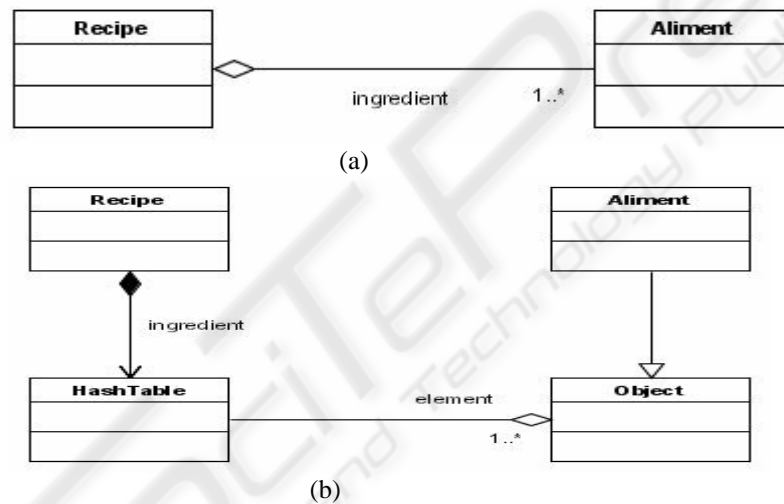 Recipe Aliment
ingredient 1..*
(a)
Recipe Aliment
ingredient
HashTable element Object
1..*
(b)